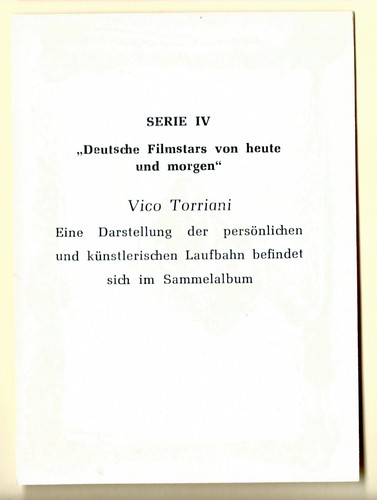 SERIE IV
„Deutsche Filmstars von heute
und morgen“
Vico Torriani
Eine Darstellung der persönlichen
und künstlerischen Laufbahn befindet
sich im Sammelalbum